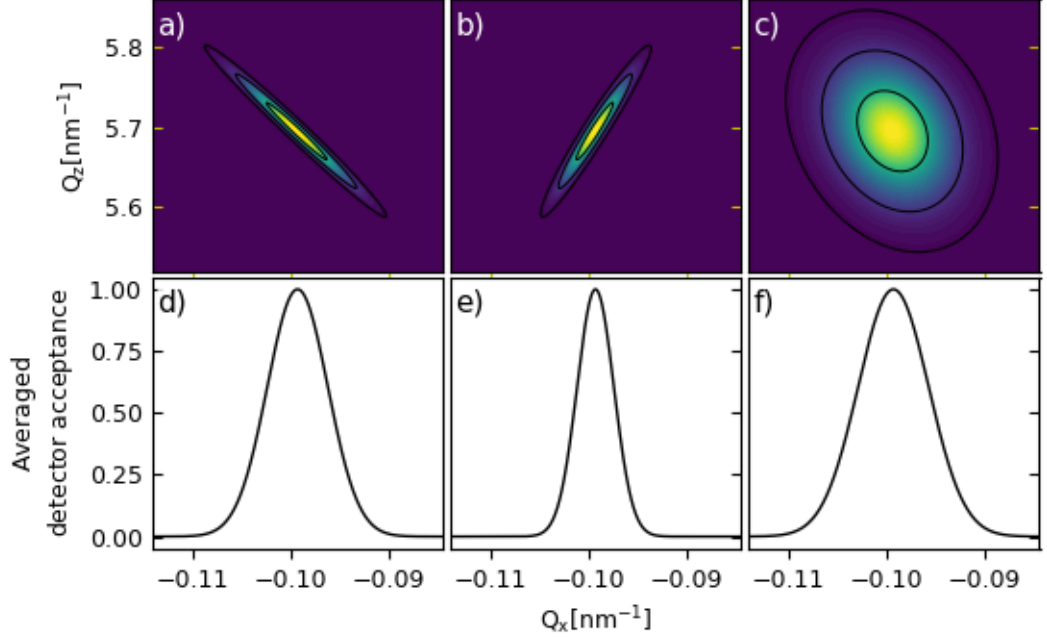 a) b) c)
5.8
5.7
5.6
Q_z[nm⁻¹]
d) e) f)
1.00
0.75
0.50
0.25
0.00
Averaged
detector acceptance
−0.11 −0.10 −0.09 −0.11 −0.10 −0.09 −0.11 −0.10 −0.09
Q_x[nm⁻¹]